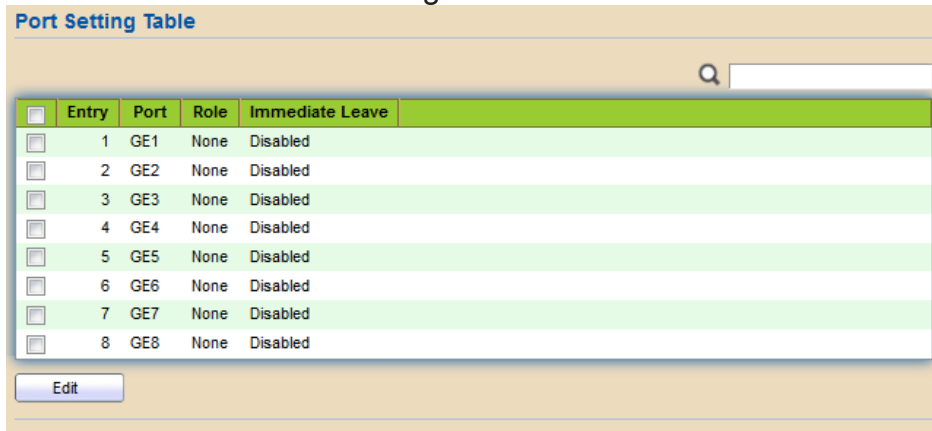 Port Setting Table
Entry Port Role Immediate Leave
1 GE1 None Disabled
2 GE2 None Disabled
3 GE3 None Disabled
4 GE4 None Disabled
5 GE5 None Disabled
6 GE6 None Disabled
7 GE7 None Disabled
8 GE8 None Disabled
Edit